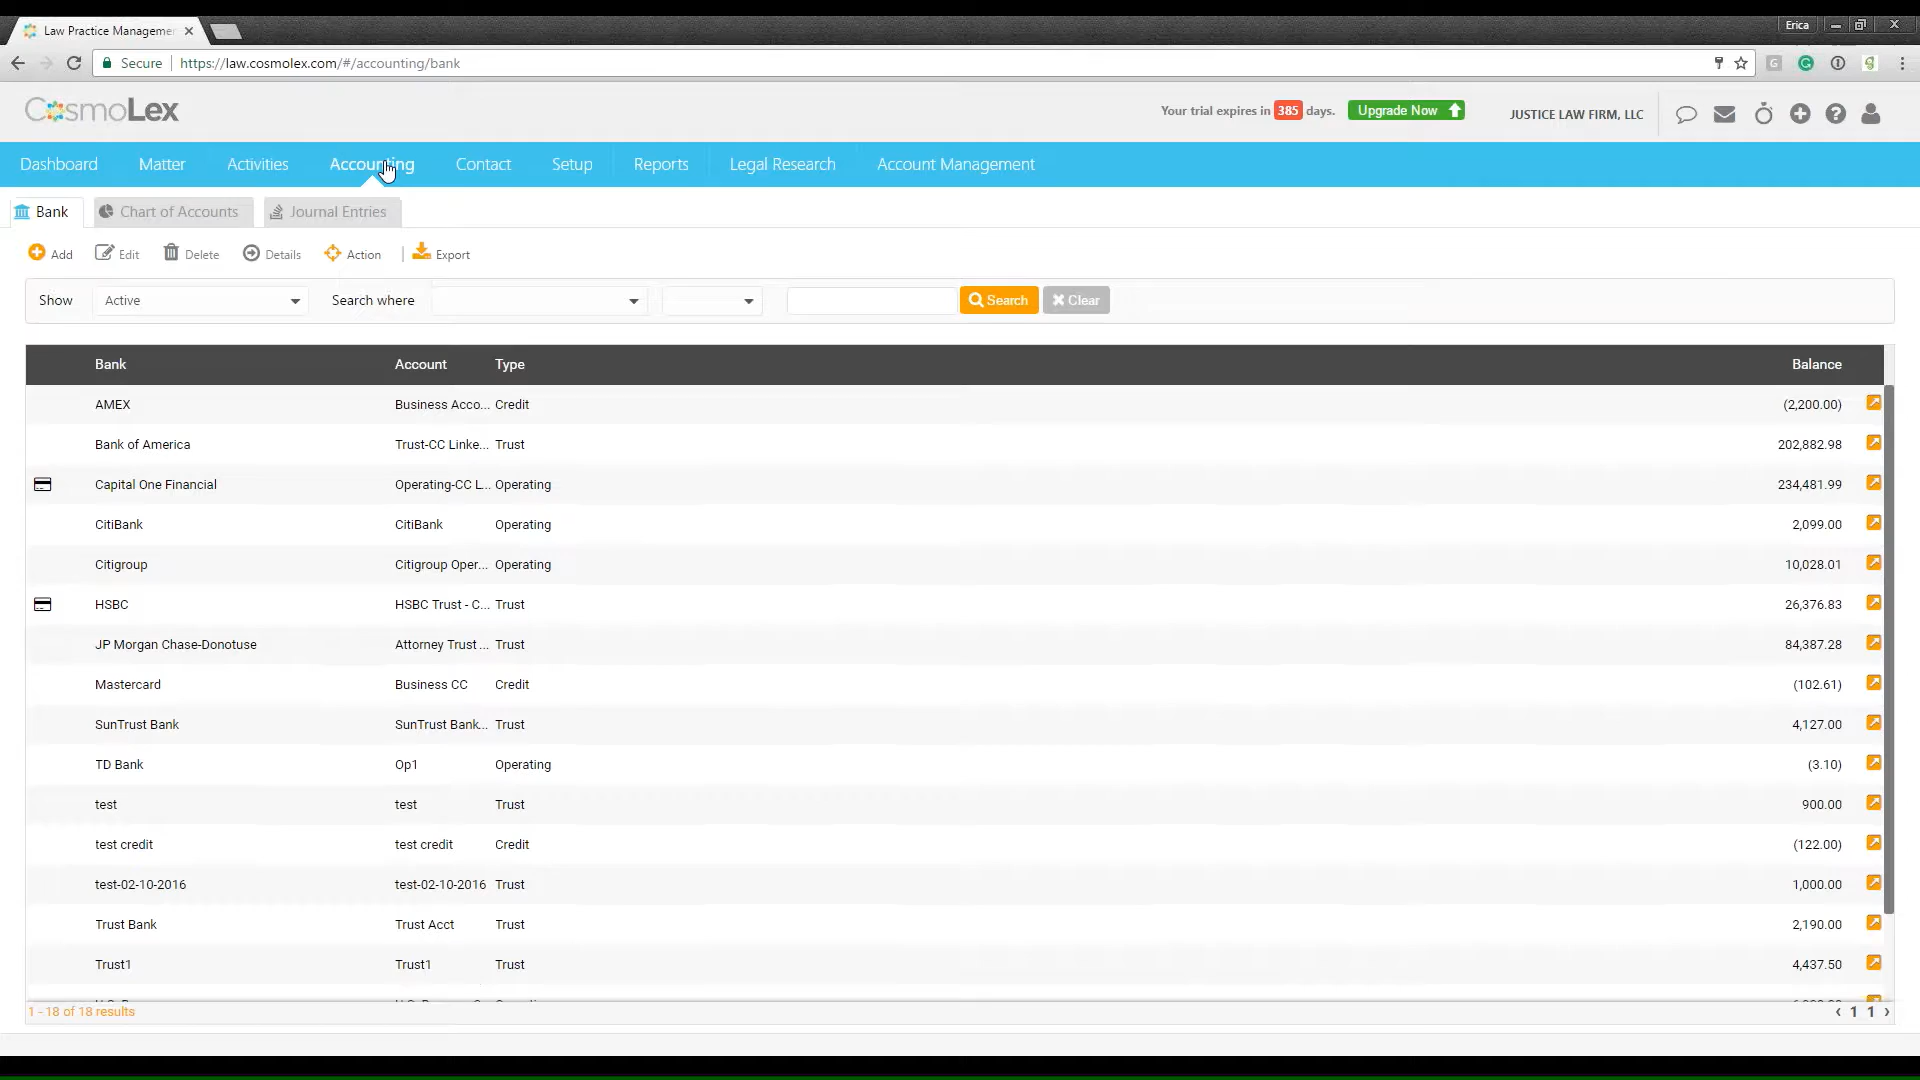 Law Practice Manageme
Erica
Secure https://law.cosmolex.com/#/accounting/bank
CosmoLex
Your trial expires in 385 days. Upgrade Now
JUSTICE LAW FIRM, LLC
Dashboard Matter Activities Accounting Contact Setup Reports Legal Research Account Management
Bank Chart of Accounts Journal Entries
Add Edit Delete Details Action | Export
Show Active Search where Search Clear
Bank Account Type Balance
AMEX Business Acco... Credit (2,200.00)
Bank of America Trust-CC Linke... Trust 202,882.98
Capital One Financial Operating-CC L... Operating 234,481.99
CitiBank CitiBank Operating 2,099.00
Citigroup Citigroup Oper... Operating 10,028.01
HSBC HSBC Trust - C... Trust 26,376.83
JP Morgan Chase-Donotuse Attorney Trust ... Trust 84,387.28
Mastercard Business CC Credit (102.61)
SunTrust Bank SunTrust Bank... Trust 4,127.00
TD Bank Op1 Operating (3.10)
test test Trust 900.00
test credit test credit Credit (122.00)
test-02-10-2016 test-02-10-2016 Trust 1,000.00
Trust Bank Trust Acct Trust 2,190.00
Trust1 Trust1 Trust 4,437.50
1 - 18 of 18 results
‹ 1 1 ›